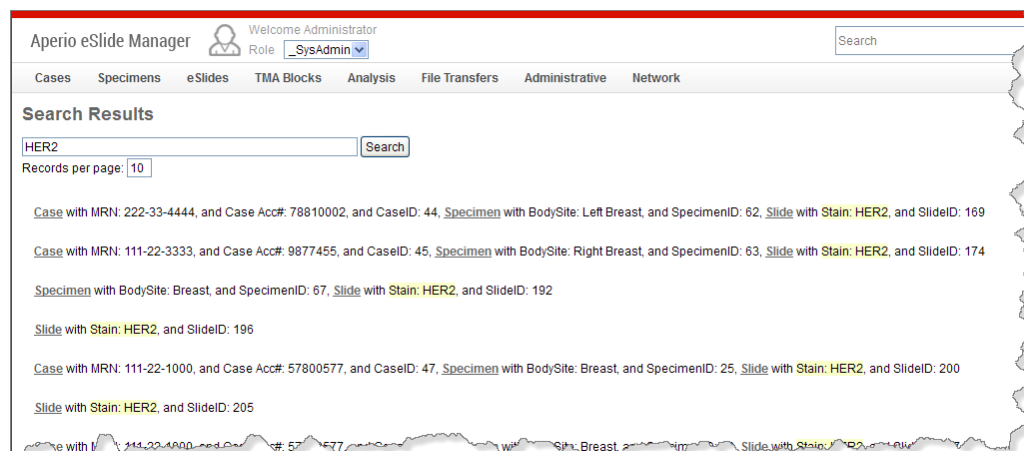 Aperio eSlide Manager
Welcome Administrator
Role _SysAdmin
Search
Cases Specimens eSlides TMA Blocks Analysis File Transfers Administrative Network
Search Results
HER2 Search
Records per page: 10
Case with MRN: 222-33-4444, and Case Acc#: 78810002, and CaseID: 44, Specimen with BodySite: Left Breast, and SpecimenID: 62, Slide with Stain: HER2, and SlideID: 169
Case with MRN: 111-22-3333, and Case Acc#: 9877455, and CaseID: 45, Specimen with BodySite: Right Breast, and SpecimenID: 63, Slide with Stain: HER2, and SlideID: 174
Specimen with BodySite: Breast, and SpecimenID: 67, Slide with Stain: HER2, and SlideID: 192
Slide with Stain: HER2, and SlideID: 196
Case with MRN: 111-22-1000, and Case Acc#: 57800577, and CaseID: 47, Specimen with BodySite: Breast, and SpecimenID: 25, Slide with Stain: HER2, and SlideID: 200
Slide with Stain: HER2, and SlideID: 205
with Breast, Slide with